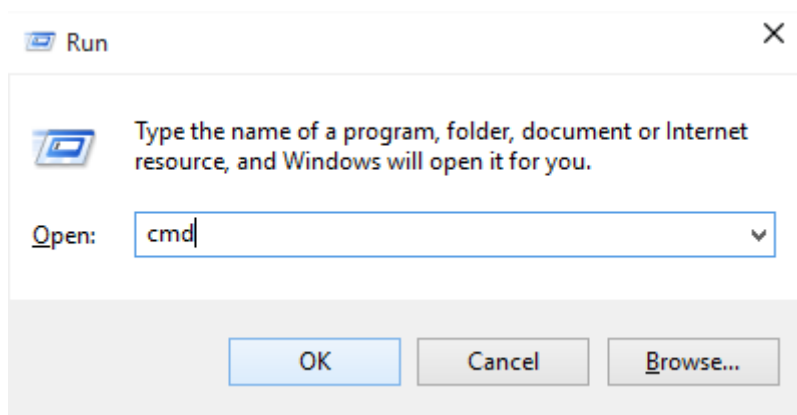 Run
Type the name of a program, folder, document or Internet
resource, and Windows will open it for you.
Open: cmd
OK Cancel Browse...